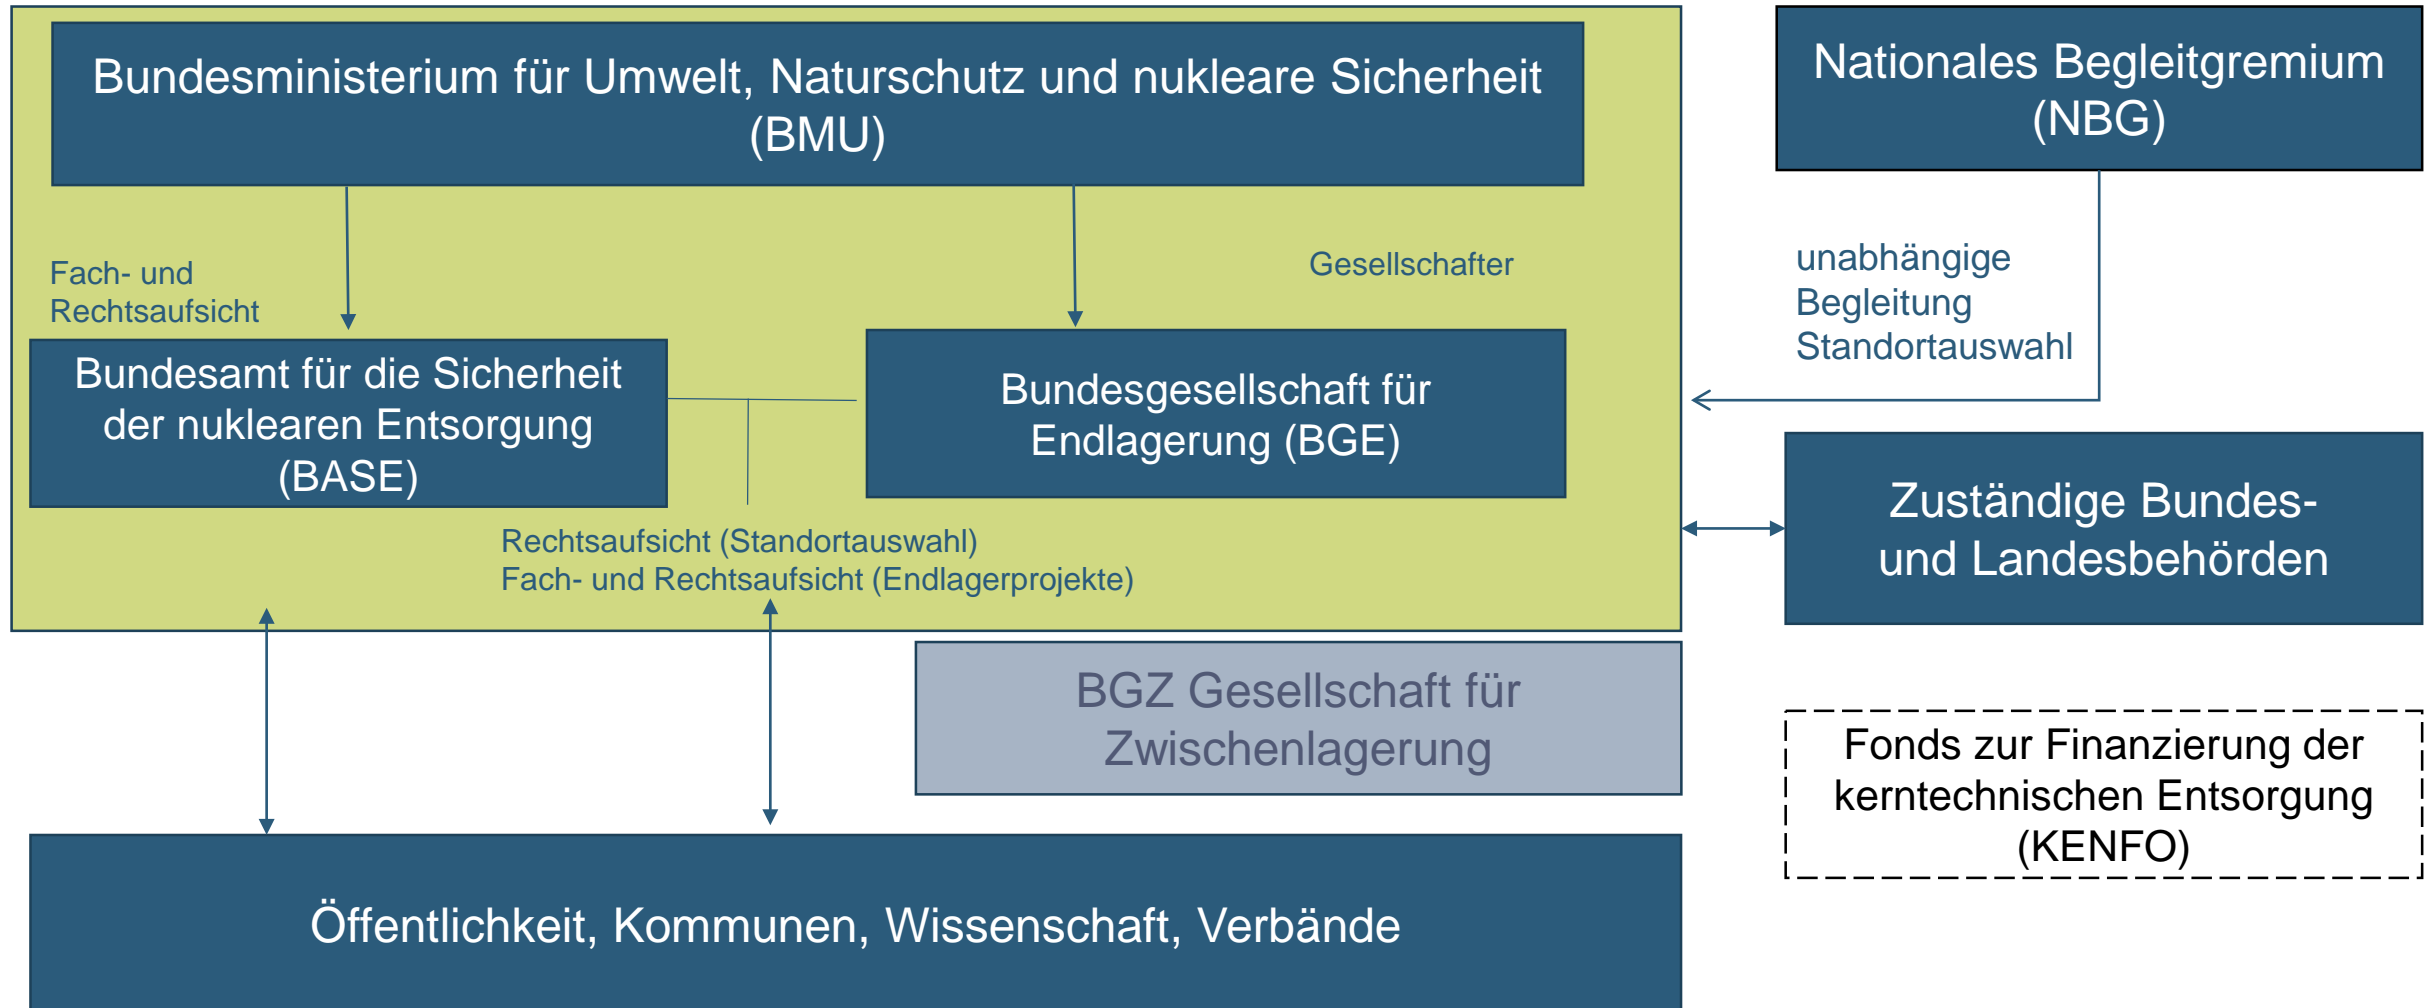 Bundesministerium für Umwelt, Naturschutz und nukleare Sicherheit
(BMU)
Nationales Begleitgremium
(NBG)
Fach- und
Rechtsaufsicht
Gesellschafter
unabhängige
Begleitung
Standortauswahl
Bundesamt für die Sicherheit
der nuklearen Entsorgung
(BASE)
Bundesgesellschaft für
Endlagerung (BGE)
Rechtsaufsicht (Standortauswahl)
Fach- und Rechtsaufsicht (Endlagerprojekte)
Zuständige Bundes-
und Landesbehörden
BGZ Gesellschaft für
Zwischenlagerung
Fonds zur Finanzierung der
kerntechnischen Entsorgung
(KENFO)
Öffentlichkeit, Kommunen, Wissenschaft, Verbände